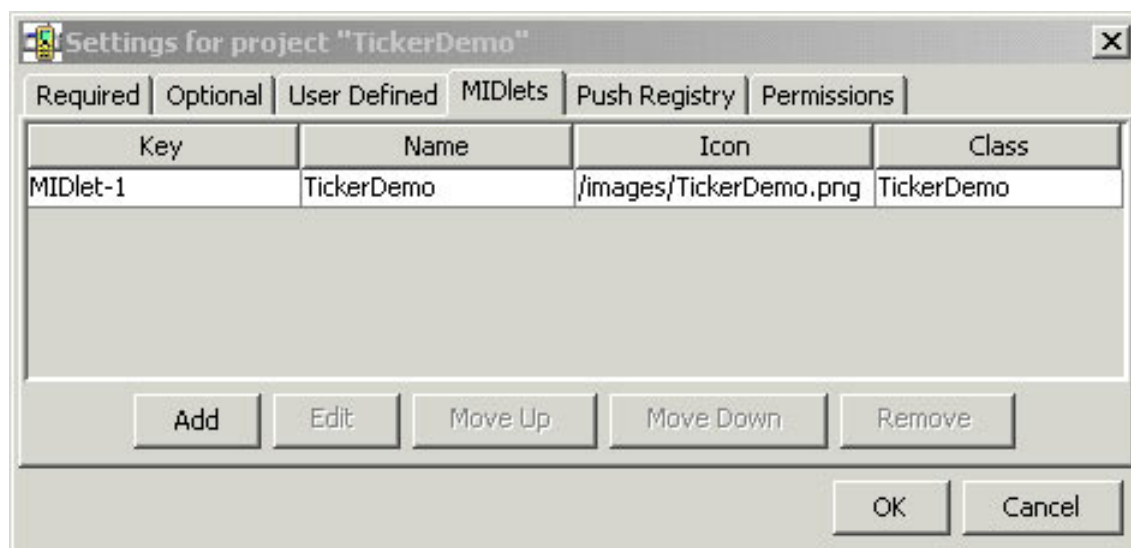 Settings for project "TickerDemo"
Required Optional User Defined MIDlets Push Registry Permissions
Key Name Icon Class
MIDlet-1 TickerDemo /images/TickerDemo.png TickerDemo
Add Edit Move Up Move Down Remove
OK Cancel